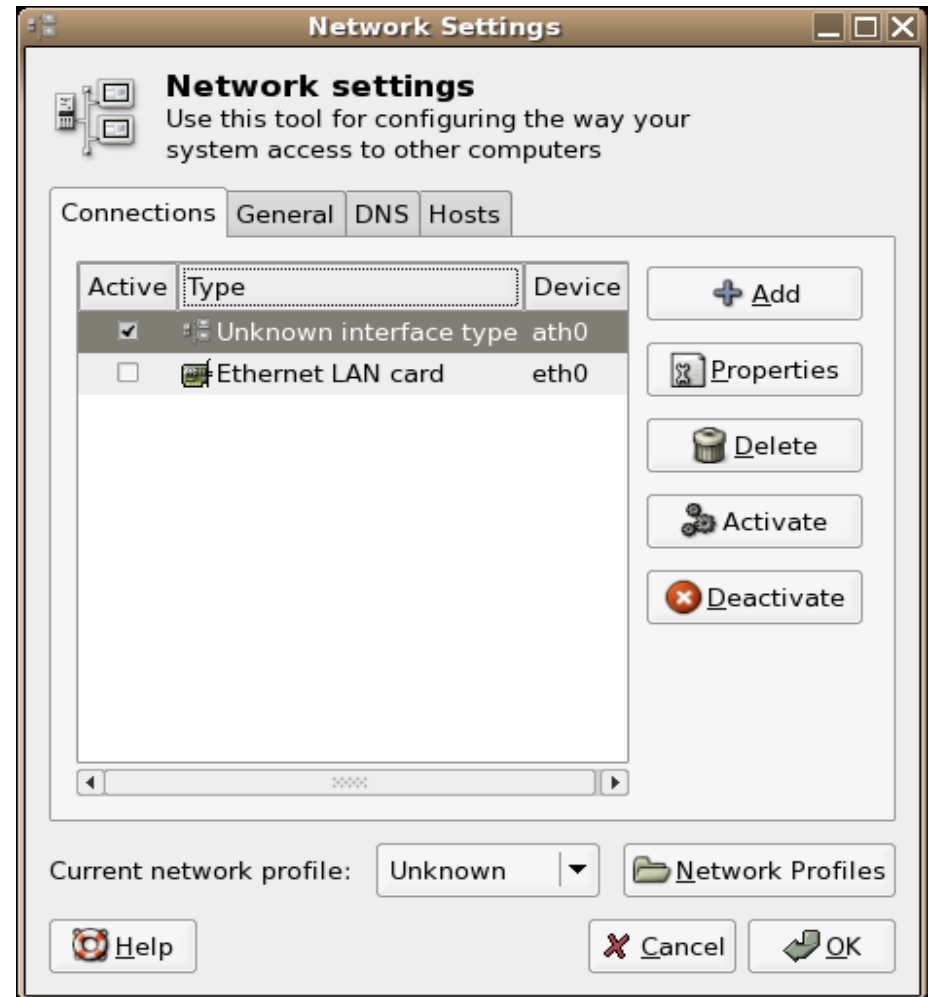 Network Settings
Network settings
Use this tool for configuring the way your
system access to other computers
Connections General DNS Hosts
Active Type Device
Unknown interface type ath0
Ethernet LAN card eth0
Add
Properties
Delete
Activate
Deactivate
Current network profile: Unknown Network Profiles
Help Cancel OK